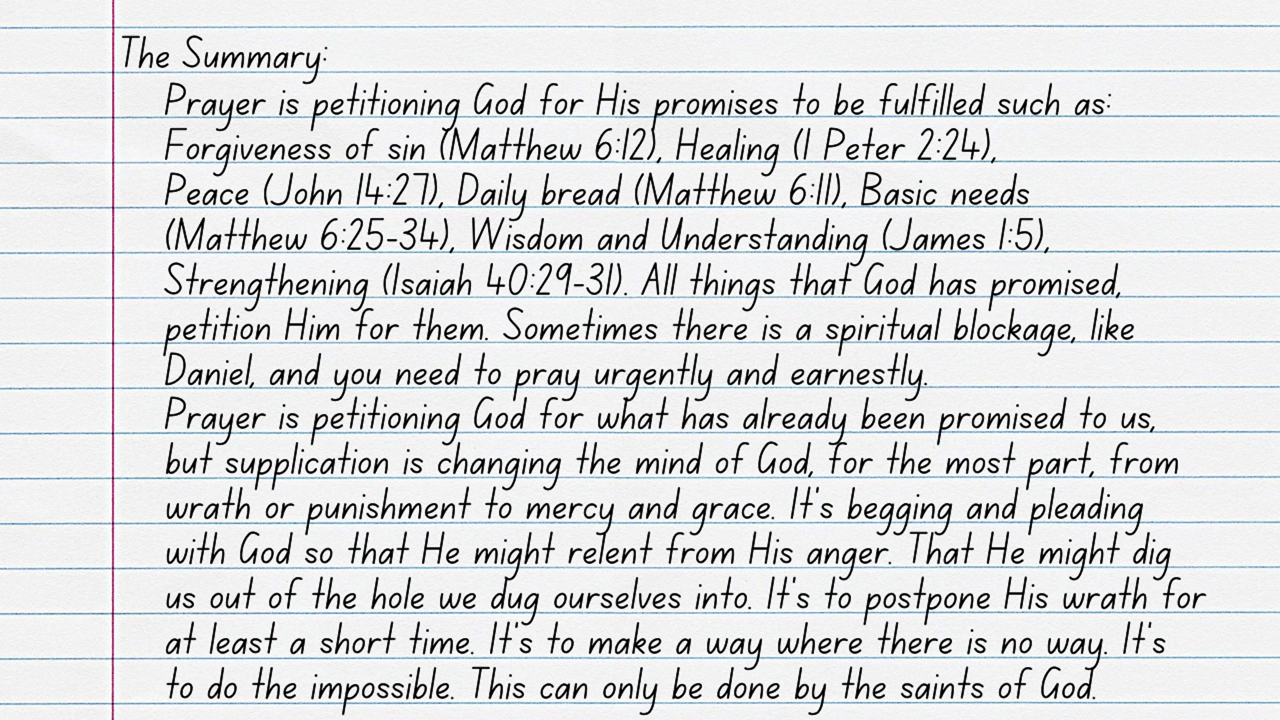 The Summary:
Prayer is petitioning God for His promises to be fulfilled such as:
Forgiveness of sin (Matthew 6:12), Healing (1 Peter 2:24),
Peace (John 14:27), Daily bread (Matthew 6:11), Basic needs
(Matthew 6:25-34), Wisdom and Understanding (James 1:5),
Strengthening (Isaiah 40:29-31). All things that God has promised,
petition Him for them. Sometimes there is a spiritual blockage, like
Daniel, and you need to pray urgently and earnestly.
Prayer is petitioning God for what has already been promised to us,
but supplication is changing the mind of God, for the most part, from
wrath or punishment to mercy and grace. It's begging and pleading
with God so that He might relent from His anger. That He might dig
us out of the hole we dug ourselves into. It's to postpone His wrath for
at least a short time. It's to make a way where there is no way. It's
to do the impossible. This can only be done by the saints of God.